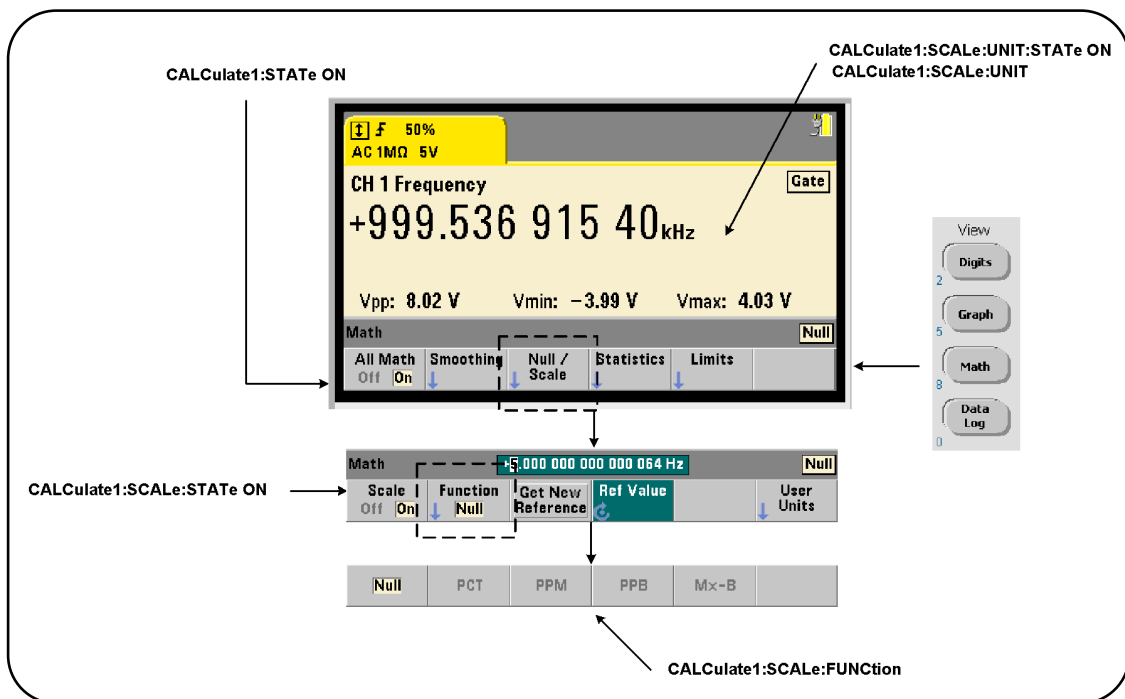 CALCulate1:SCALe:UNIT:STATe ON
CALCulate1:SCALe:UNIT
CALCulate1:STATe ON
50%
AC 1MΩ 5V
CH 1 Frequency
Gate
+999.536 915 40kHz
Vpp: 8.02 V Vmin: −3.99 V Vmax: 4.03 V
Math Null
All Math Off On
Smoothing
Null / Scale
Statistics
Limits
View
Digits
2
Graph
5
Math
8
Data Log
0
Math +5.000 000 000 000 064 Hz Null
CALCulate1:SCALe:STATe ON
Scale Off On
Function Null
Get New Reference
Ref Value
User Units
Null PCT PPM PPB Mx-B
CALCulate1:SCALe:FUNCtion